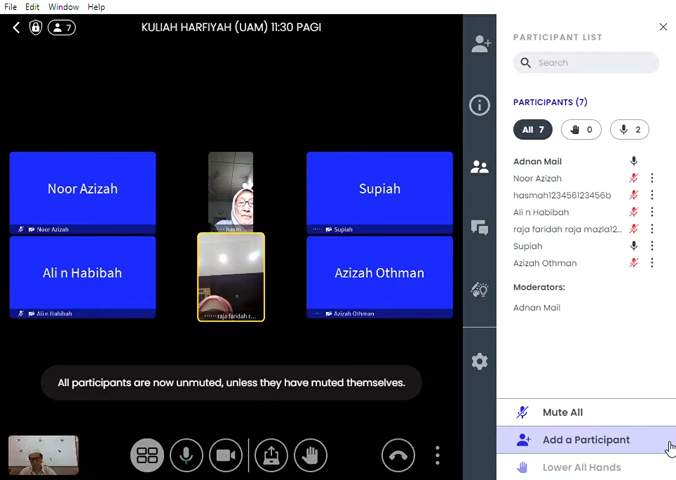 File Edit Window Help
7
KULIAH HARFIYAH (UAM) 11:30 PAGI
PARTICIPANT LIST
Search
PARTICIPANTS (7)
All 7
0
2
Adnan Mail
Noor Azizah
hasmah123456123456b
Ali n Habibah
raja faridah raja mazla12...
Supiah
Azizah Othman
Moderators:
Adnan Mail
Noor Azizah
Noor Azizah
Supiah
Supiah
Ali n Habibah
Ali n Habibah
raja faridah r...
Azizah Othman
Azizah Othman
All participants are now unmuted, unless they have muted themselves.
Mute All
Add a Participant
Lower All Hands